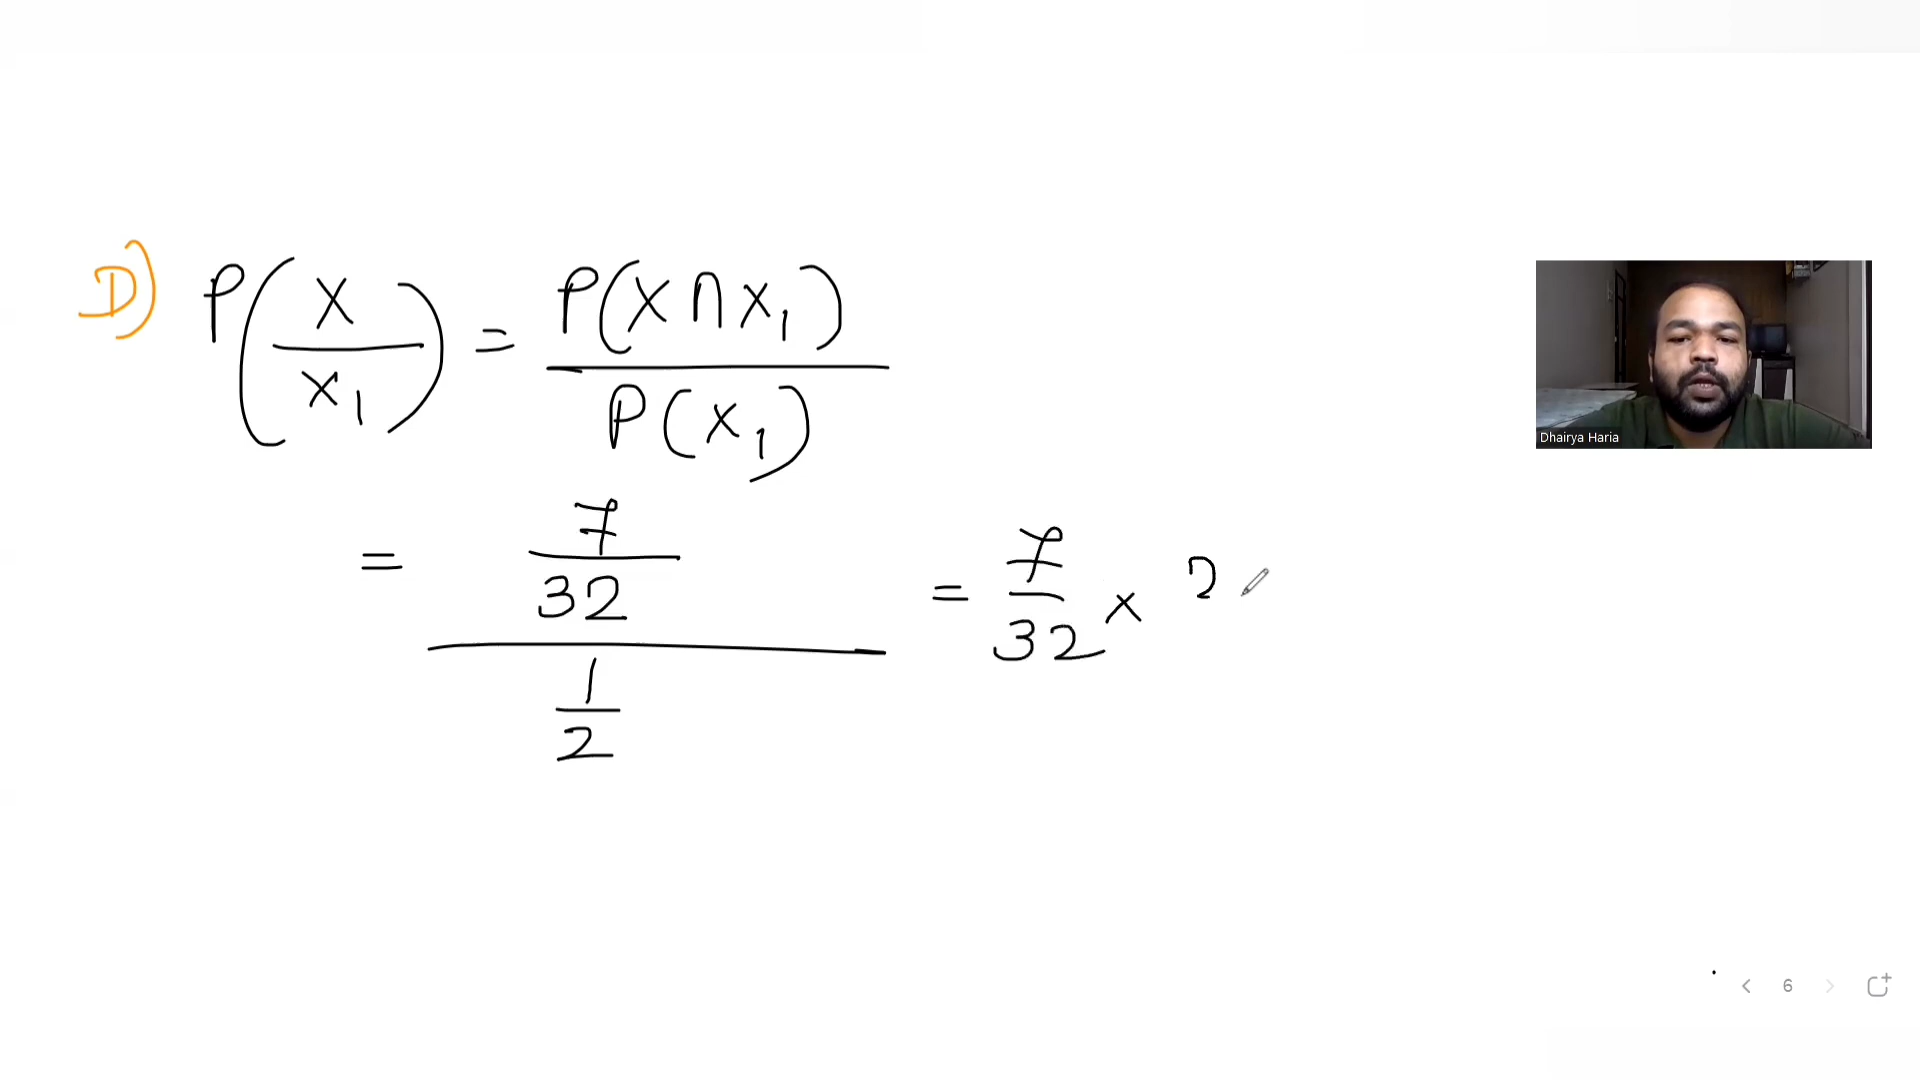 D) P(X/X₁) = P(X∩X₁)/P(X₁)
= (7/32)/(1/2) = 7/32 × 2
Dhairya Haria
6